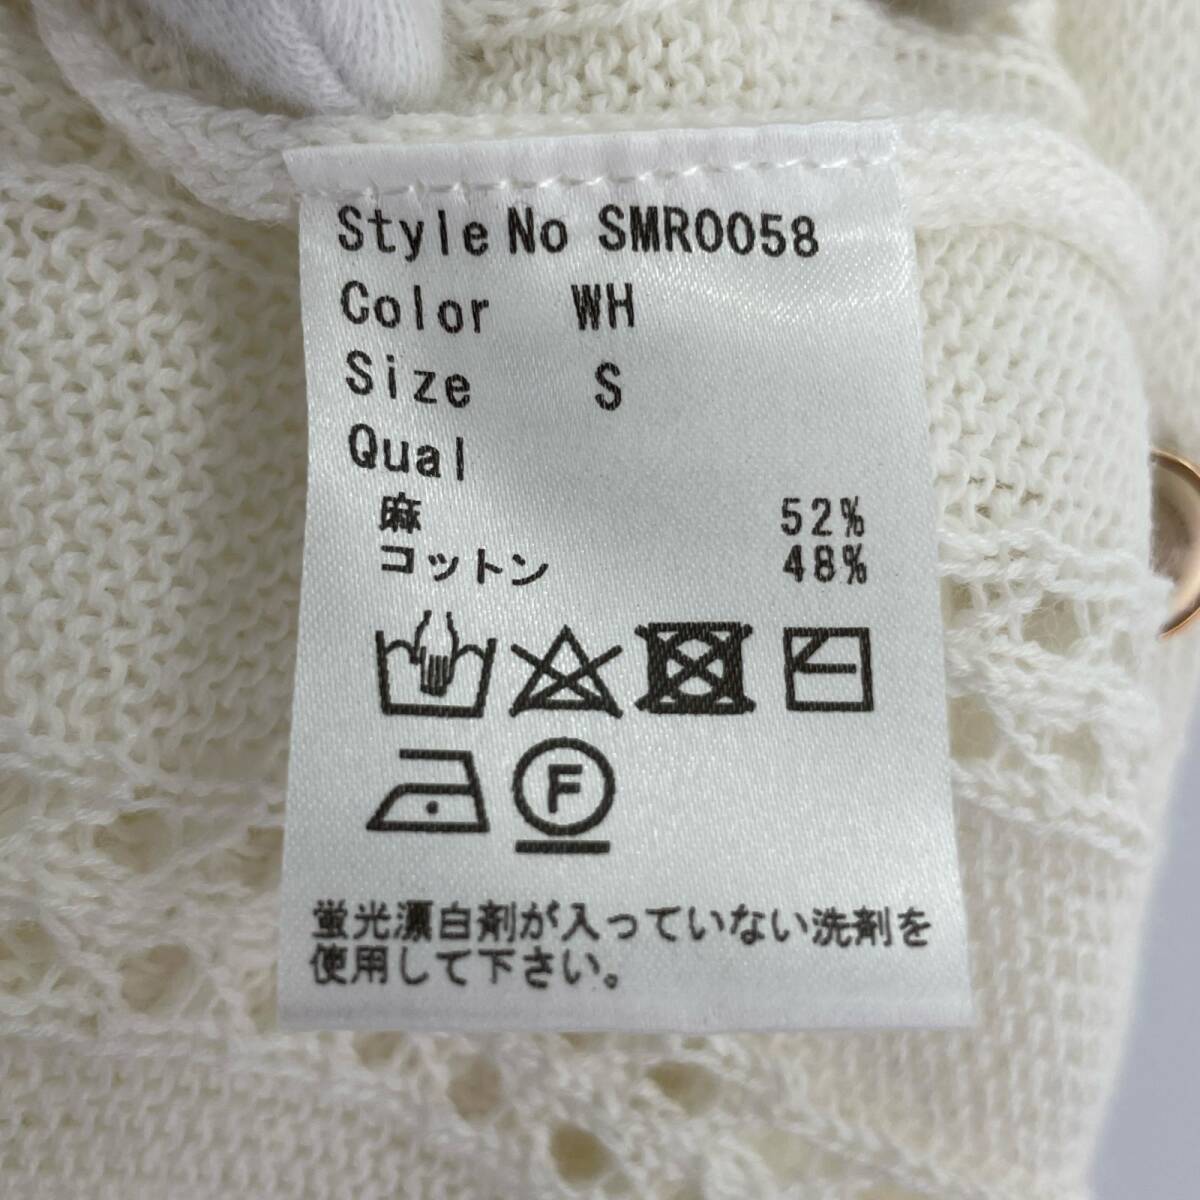 Style No SMR0058
Color WH
Size S
Qual
麻 52%
コットン 48%
F
蛍光漂白剤が入っていない洗剤を
使用して下さい。